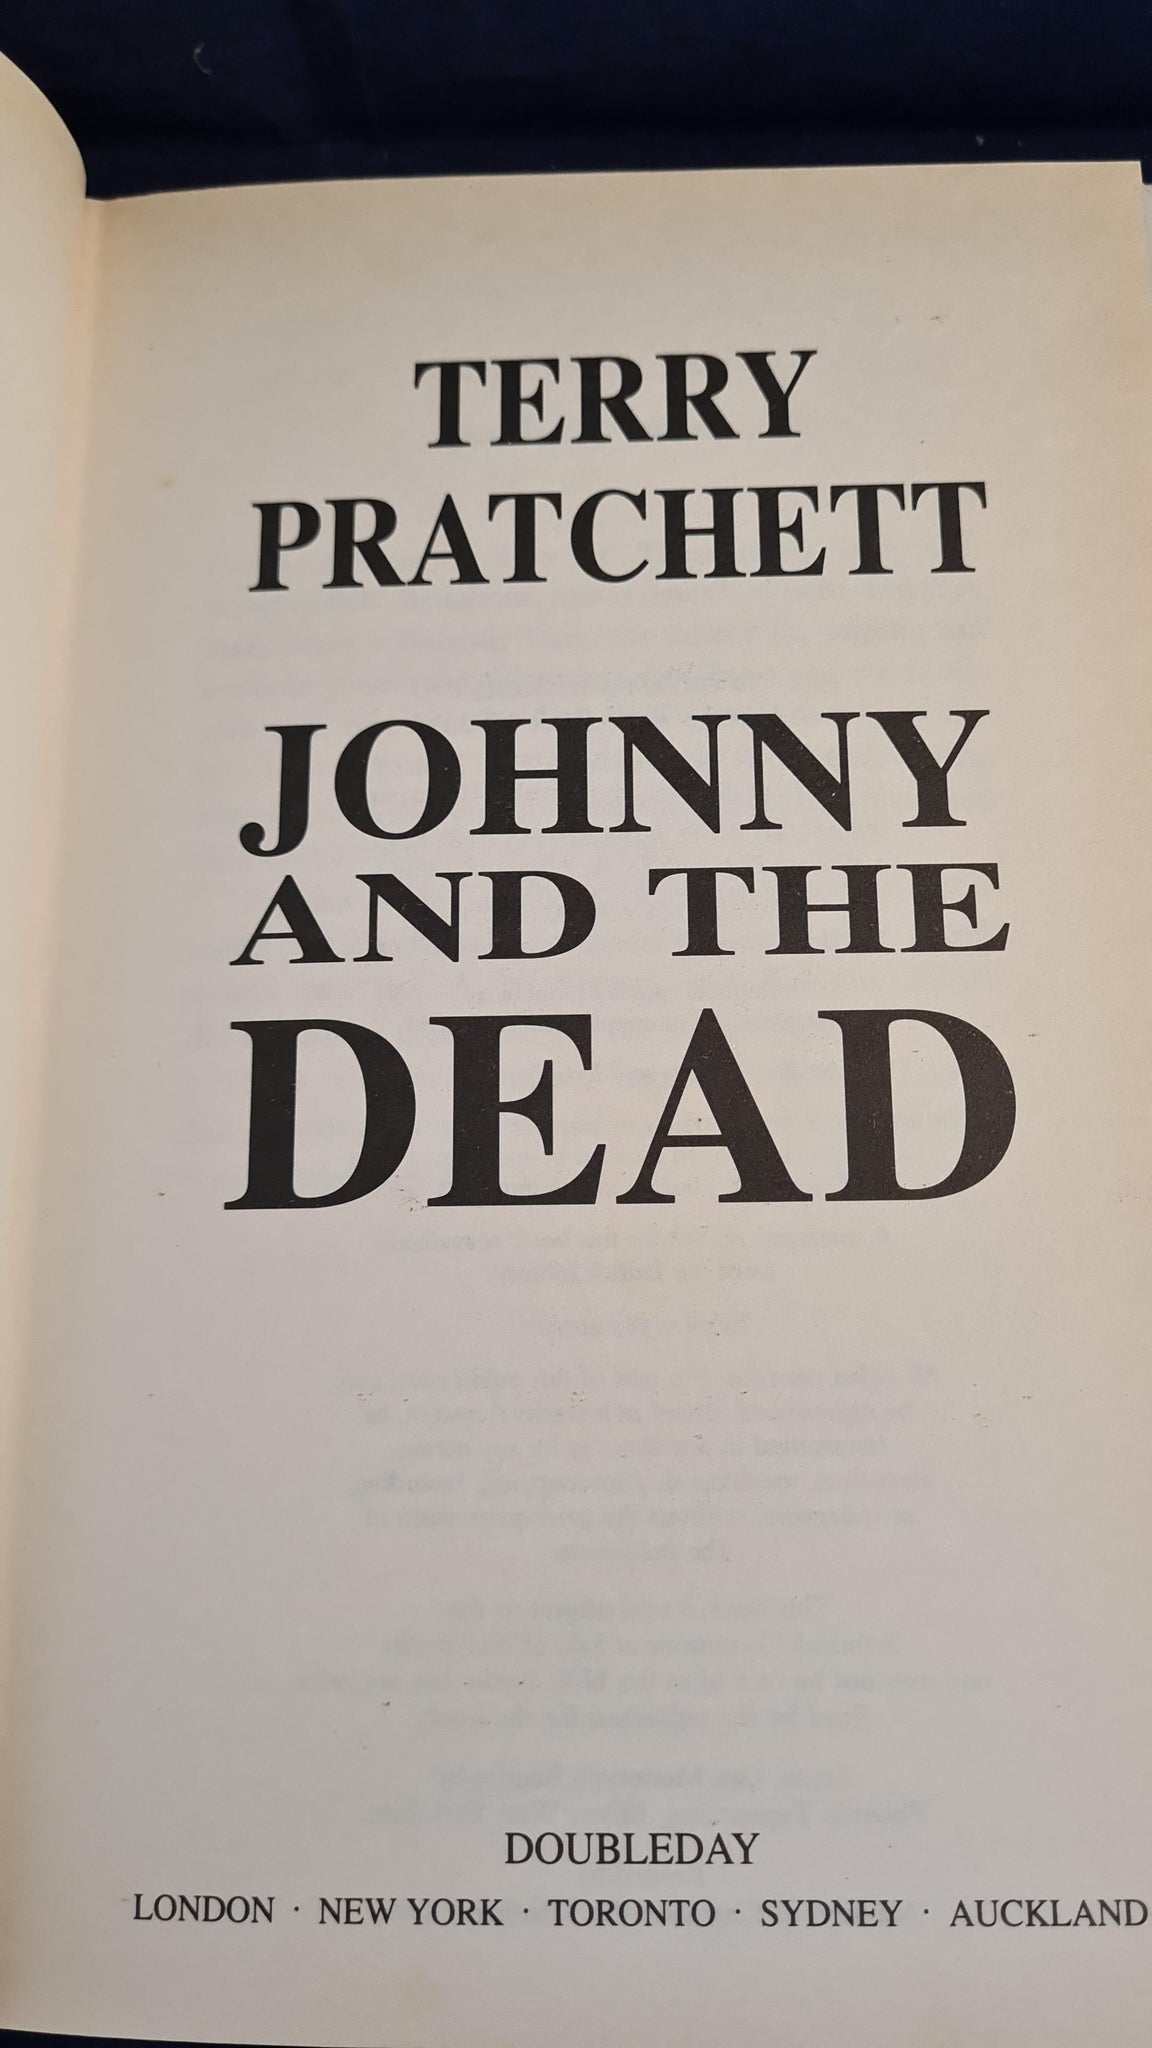 TERRY
PRATCHETT
JOHNNY
AND THE
DEAD
DOUBLEDAY
LONDON · NEW YORK · TORONTO · SYDNEY · AUCKLAND